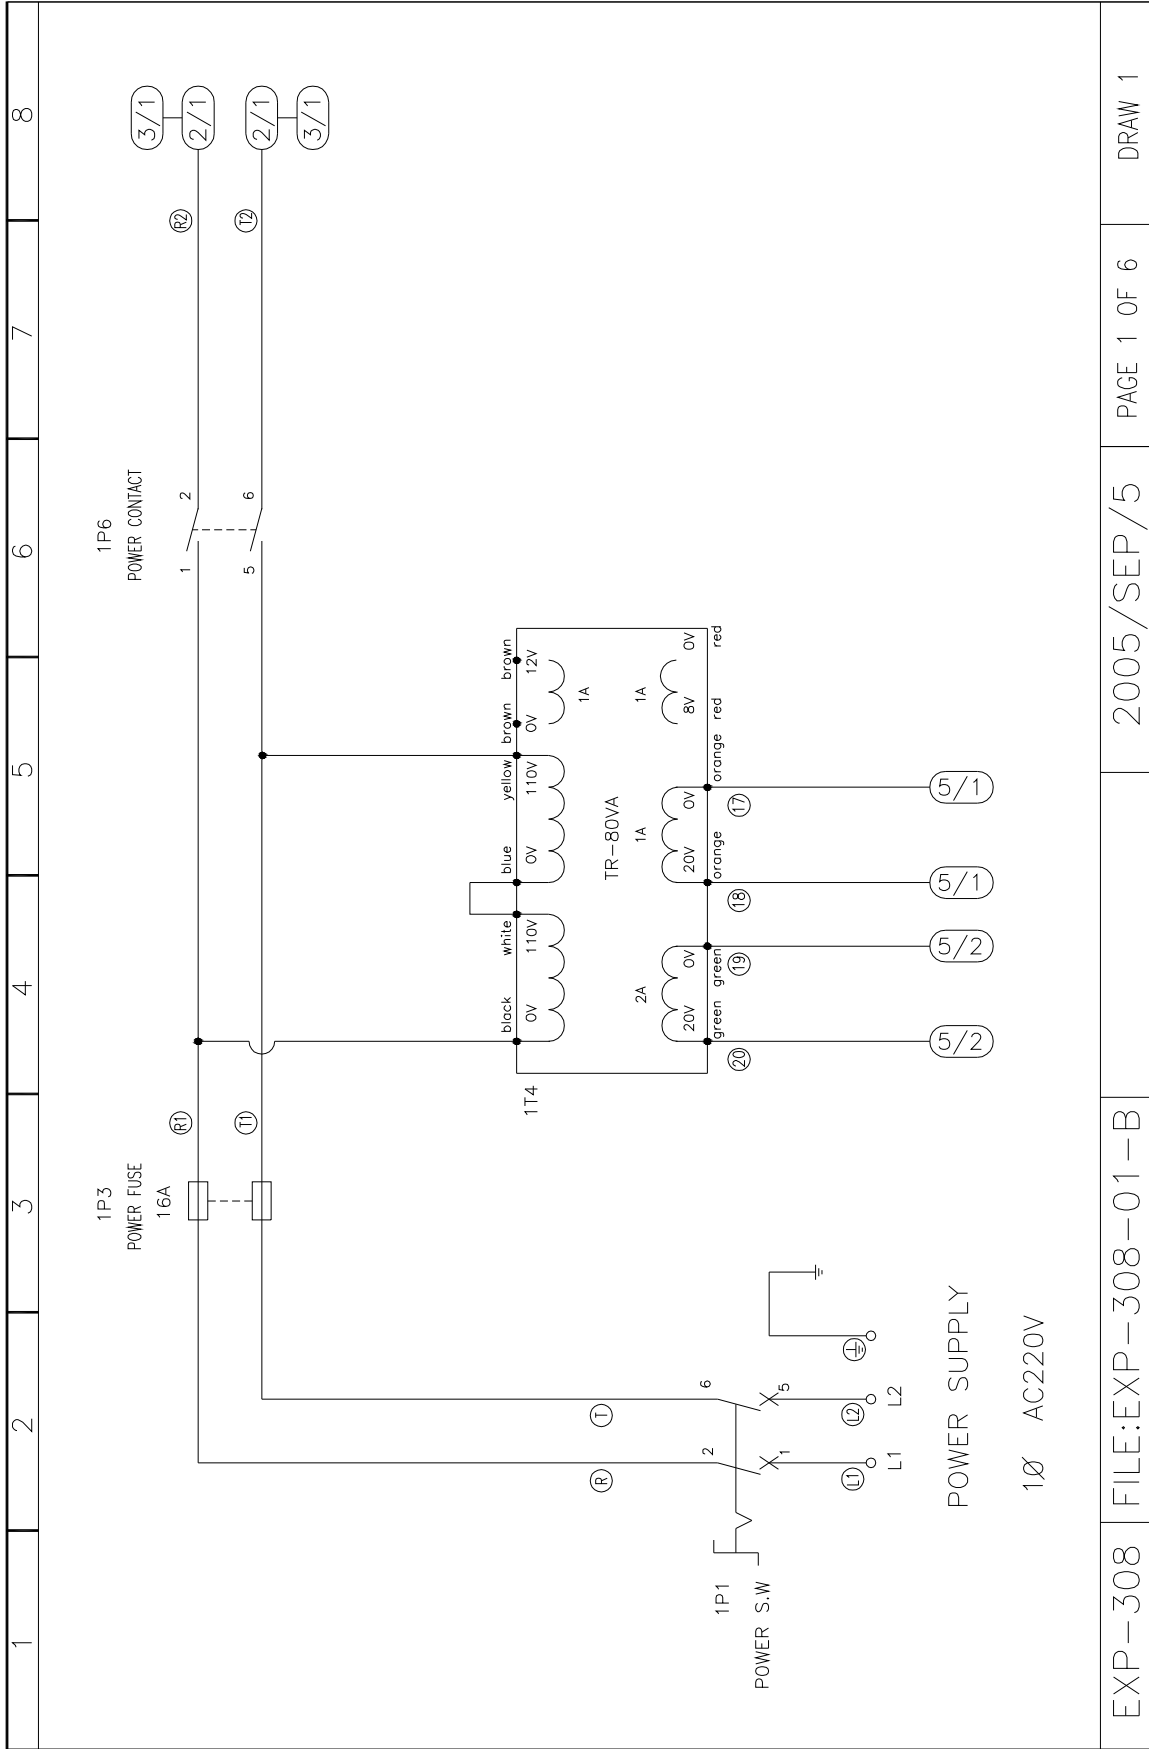 1 2 3 4 5 6 7 8
3/1
1P6
1P3
POWER CONTACT
POWER FUSE
16A
R1
1 2
R2
2/1
T1
5 6
T2
2/1
3/1
1T4
black white blue yellow brown brown
0V 110V 0V 110V 0V 12V
1A
TR-80VA
2A 1A 1A
20V 0V 20V 0V 8V 0V
green green orange orange red red
20 19 18 17
5/2 5/2 5/1 5/1
R T
2 6
1P1
POWER S.W
1 5
L1 L2
L1 L2
POWER SUPPLY
1Ø AC220V
EXP-308 FILE:EXP-308-01-B 2005/SEP/5 PAGE 1 OF 6 DRAW 1